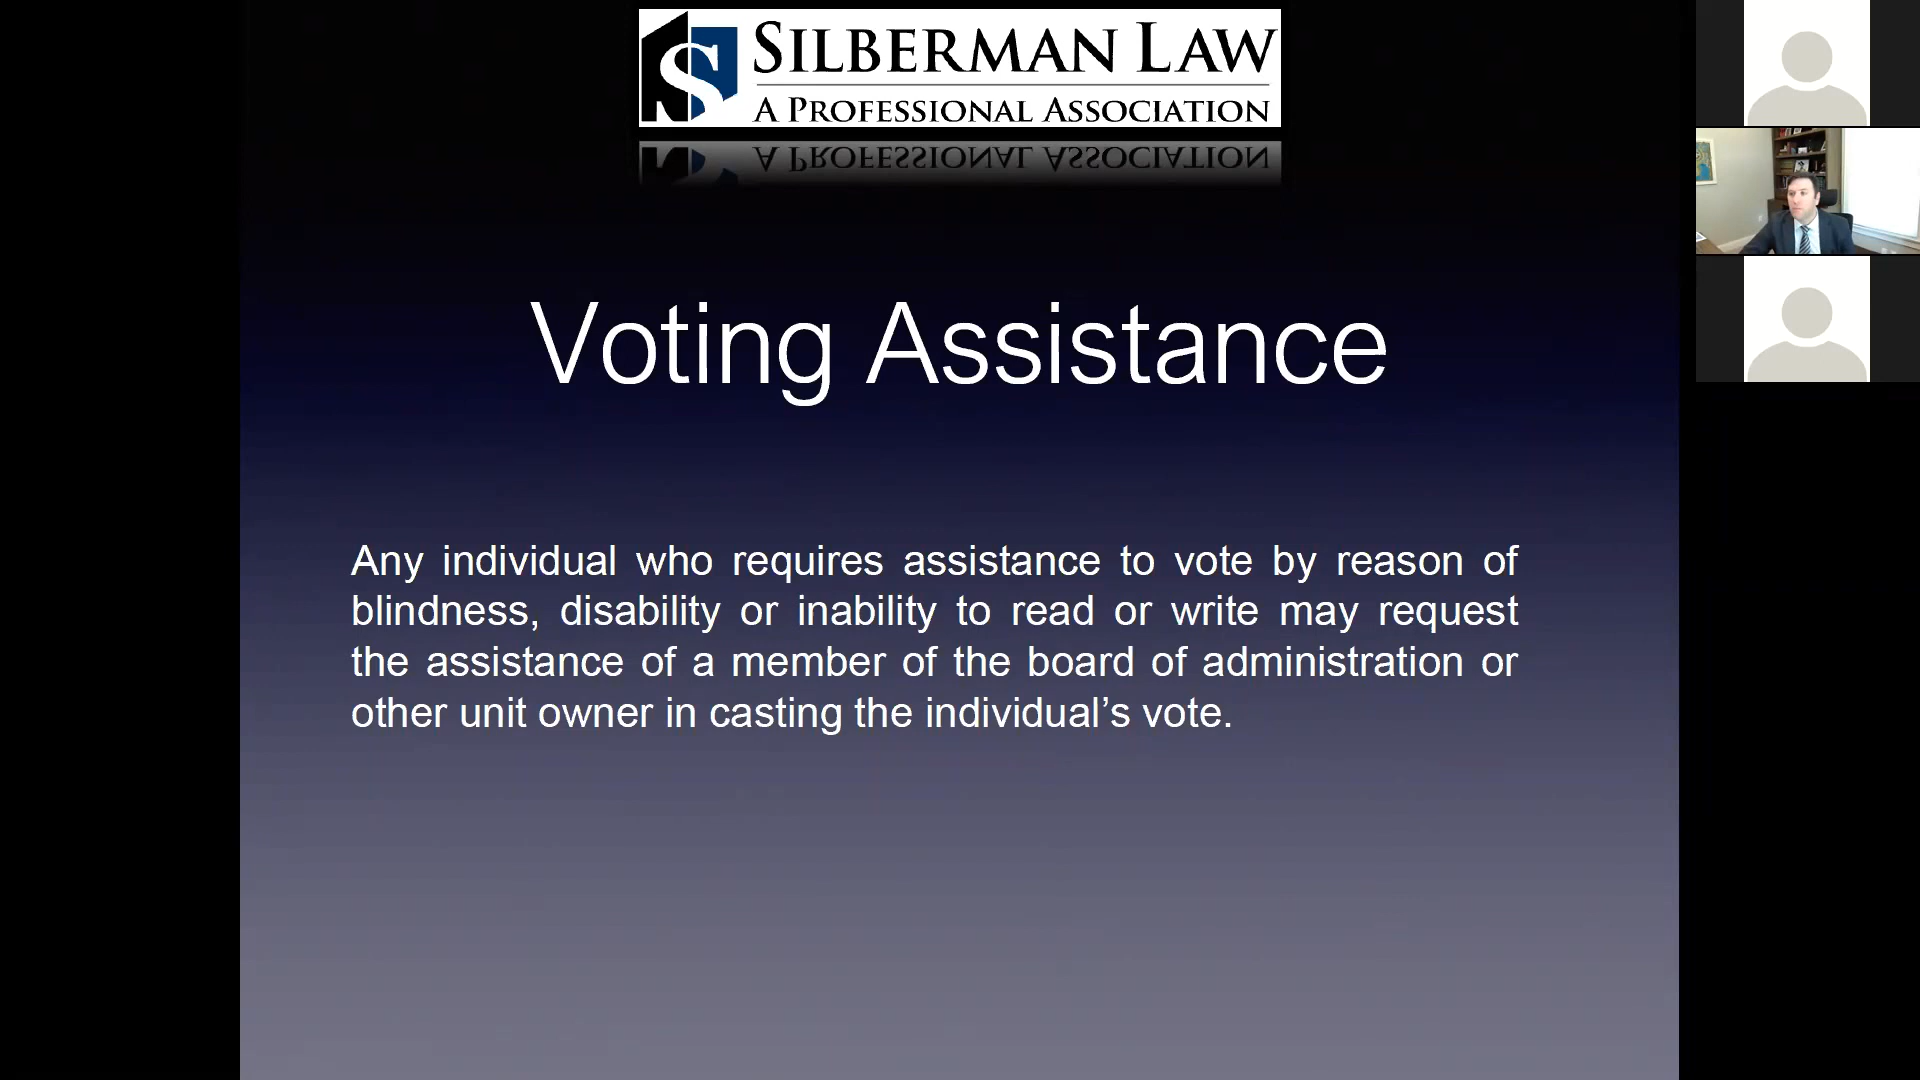 S SILBERMAN LAW
A PROFESSIONAL ASSOCIATION
Voting Assistance
Any individual who requires assistance to vote by reason of
blindness, disability or inability to read or write may request
the assistance of a member of the board of administration or
other unit owner in casting the individual’s vote.